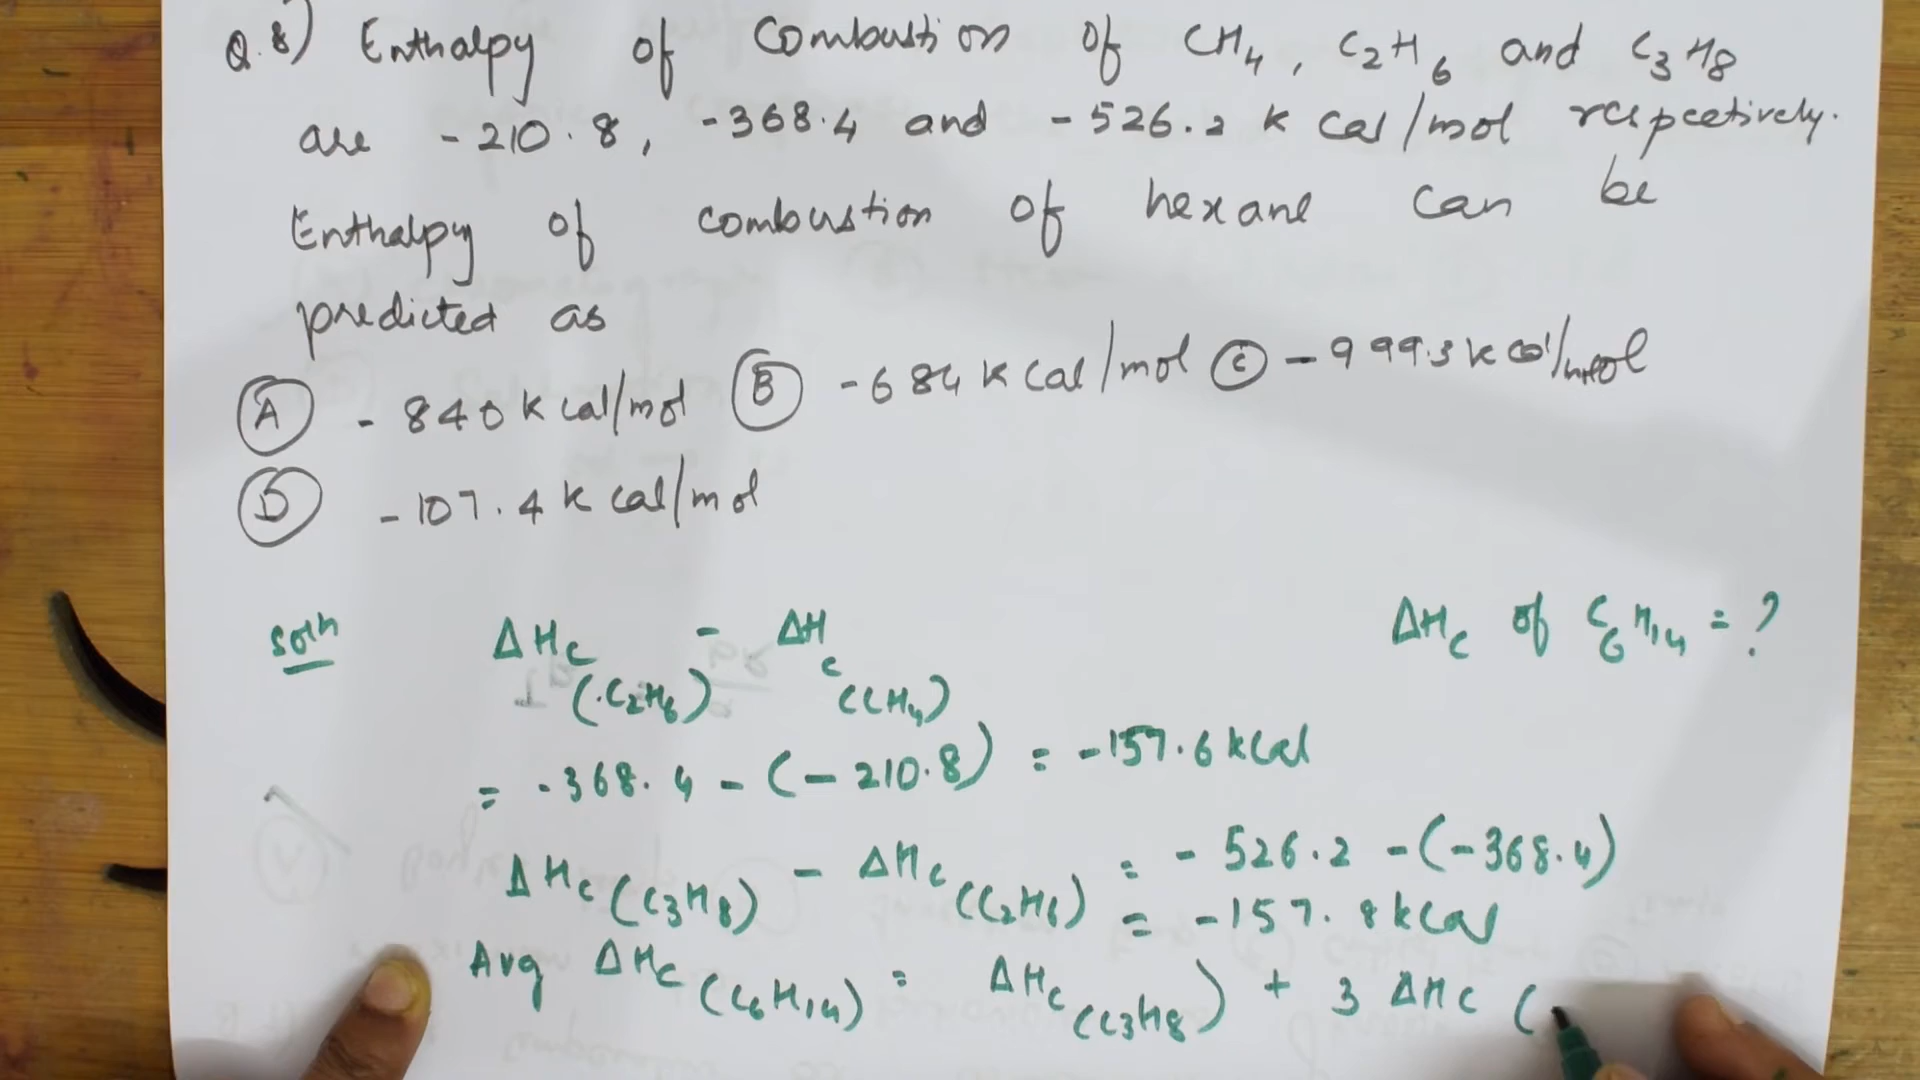 Q.8) Enthalpy of Combustion of CH4, C2H6 and C3H8
are -210.8, -368.4 and -526.2 k Cal/mol respectively.
Enthalpy of combustion of hexane can be
predicted as
(A) - 840 k cal/mol (B) -684 k Cal/mol (C) -999.3 k cal/mol
(D) -107.4 k cal/mol
Soln ΔHc (C2H6) - ΔHc (CH4) ΔHc of C6H14 = ?
= -368.4 - (-210.8) = -157.6 kCal
ΔHc (C3H8) - ΔHc (C2H6) = -526.2 -(-368.4)
= -157.8 kCal
Avg ΔHc (C6H14) = ΔHc (C3H8) + 3 ΔHc (